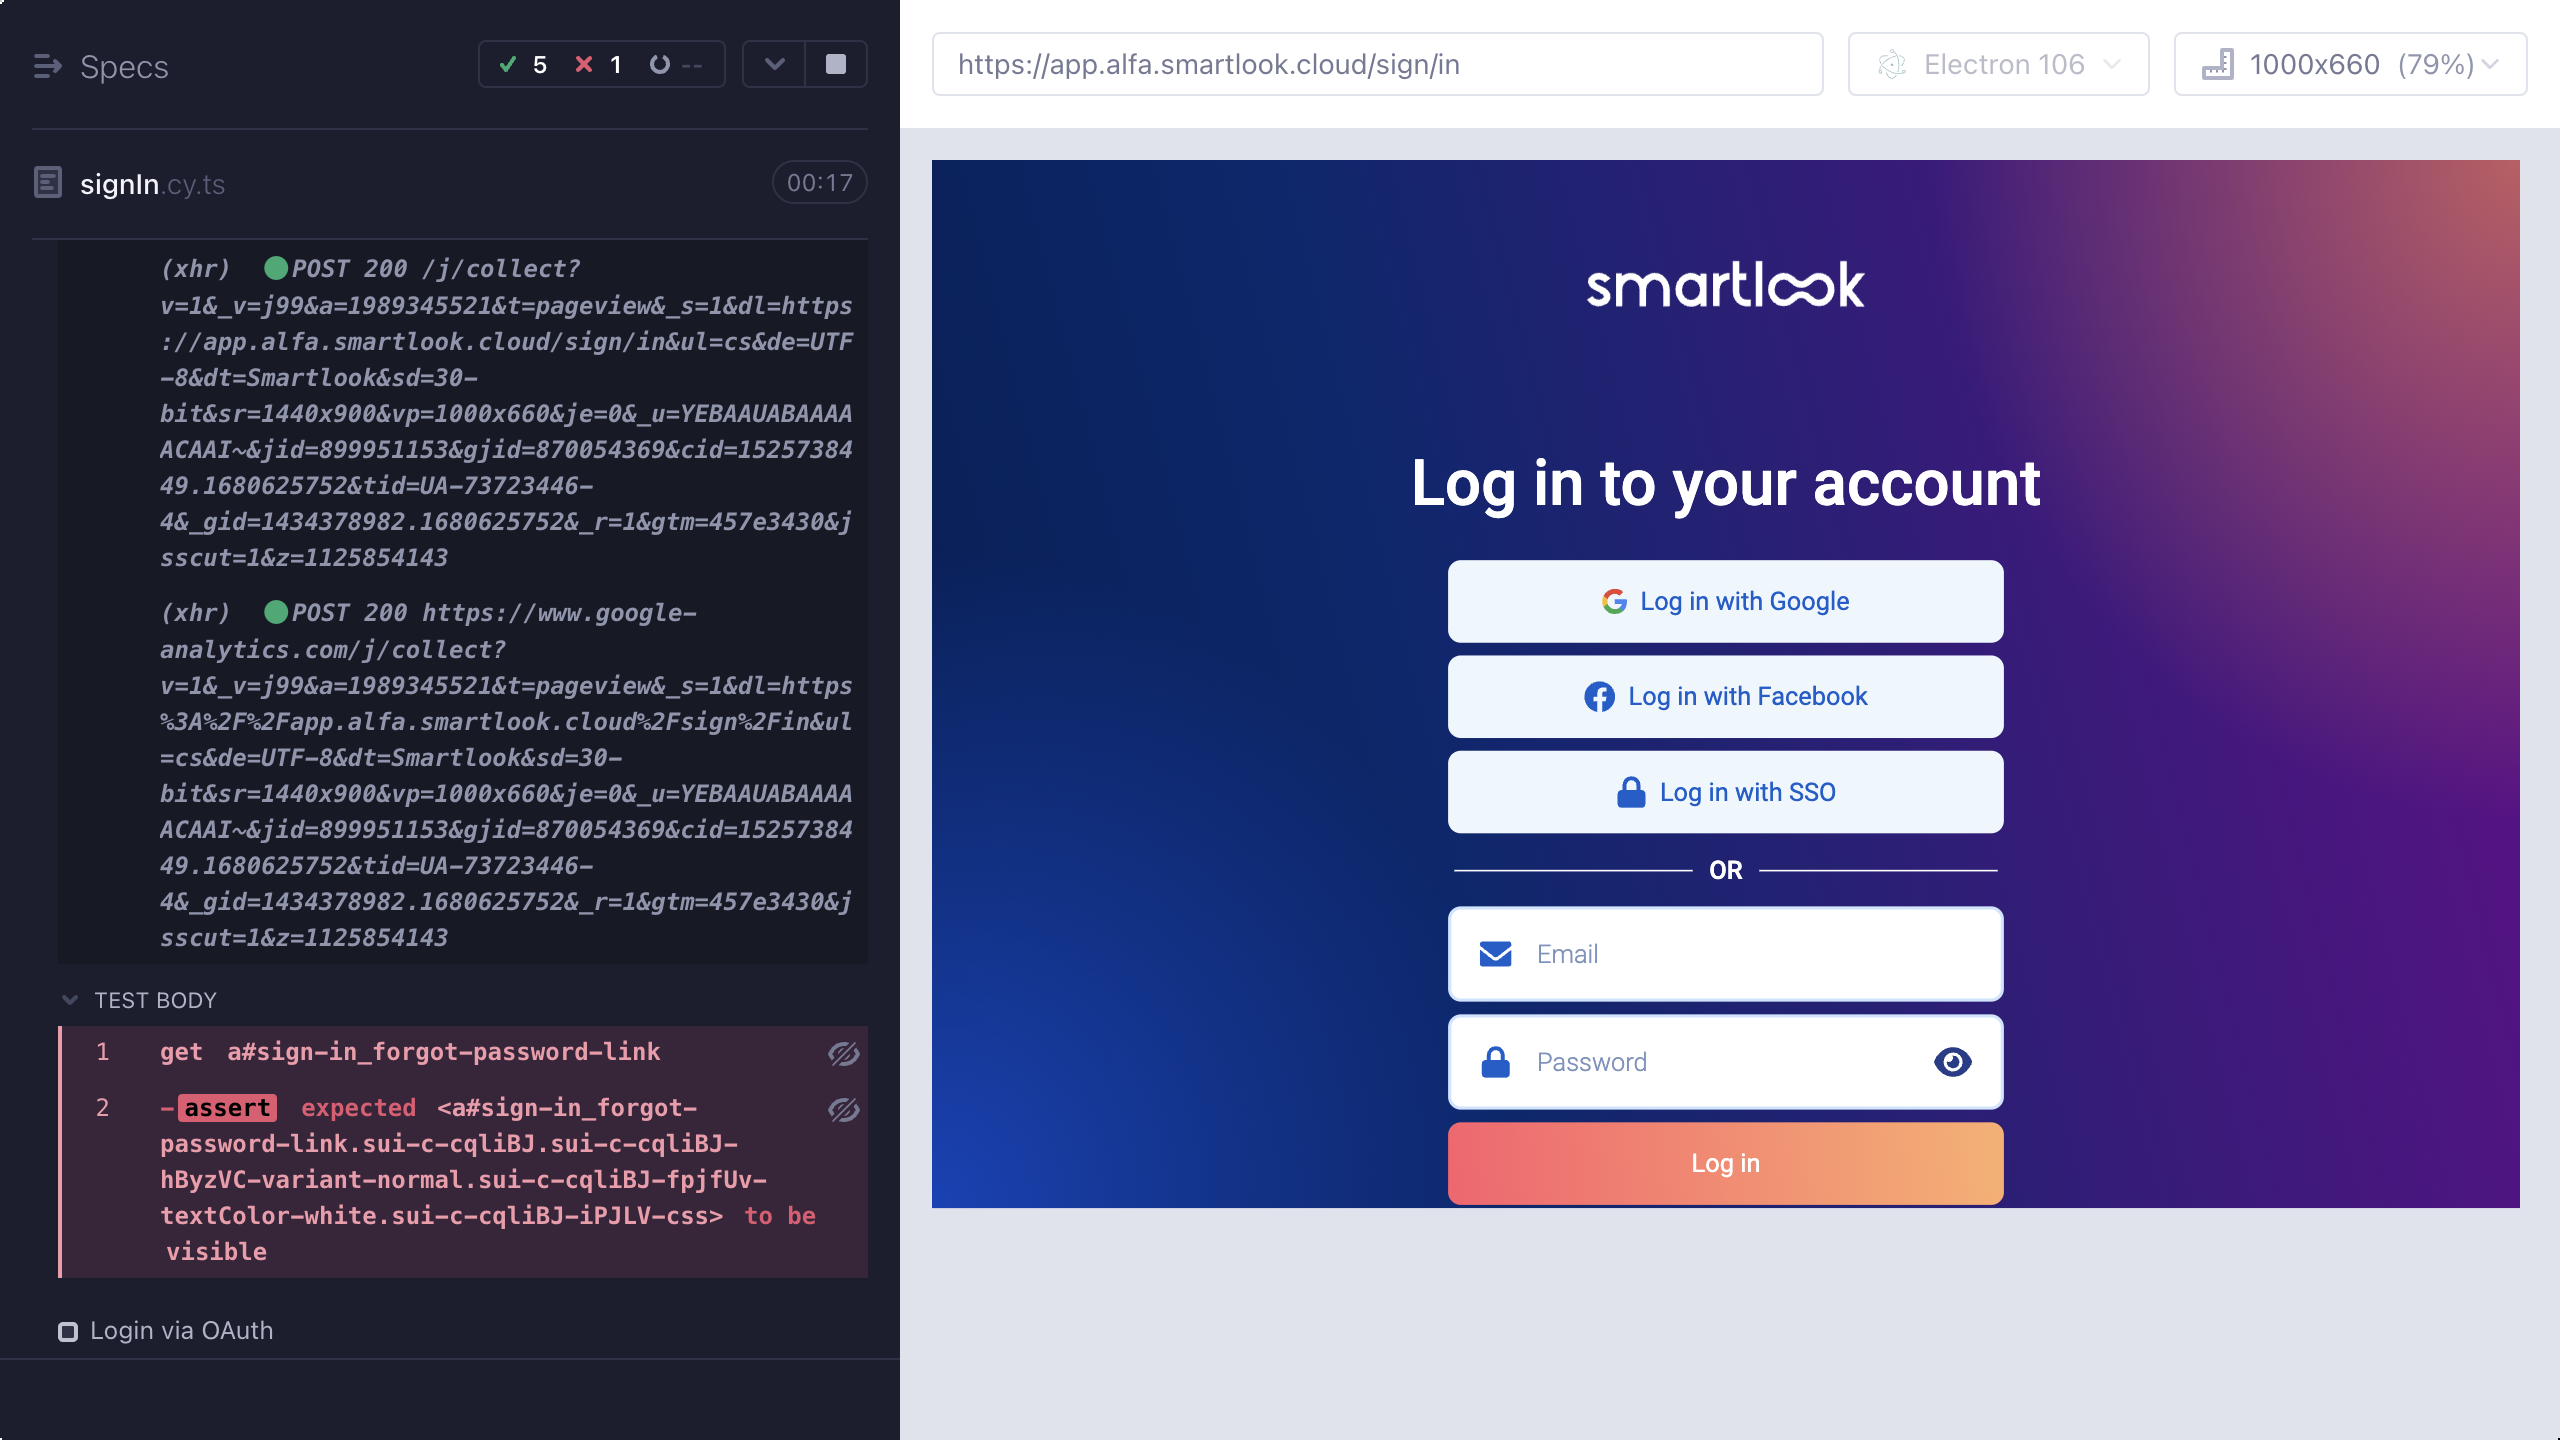 Specs
5 1 --
signIn.cy.ts
00:17
(xhr) POST 200 /j/collect?
v=1&_v=j99&a=1989345521&t=pageview&_s=1&dl=https
://app.alfa.smartlook.cloud/sign/in&ul=cs&de=UTF
-8&dt=Smartlook&sd=30-
bit&sr=1440x900&vp=1000x660&je=0&_u=YEBAAUABAAAA
ACAAI~&jid=899951153&gjid=870054369&cid=15257384
49.1680625752&tid=UA-73723446-
4&_gid=1434378982.1680625752&_r=1&gtm=457e3430&j
sscut=1&z=1125854143
(xhr) POST 200 https://www.google-
analytics.com/j/collect?
v=1&_v=j99&a=1989345521&t=pageview&_s=1&dl=https
%3A%2F%2Fapp.alfa.smartlook.cloud%2Fsign%2Fin&ul
=cs&de=UTF-8&dt=Smartlook&sd=30-
bit&sr=1440x900&vp=1000x660&je=0&_u=YEBAAUABAAAA
ACAAI~&jid=899951153&gjid=870054369&cid=15257384
49.1680625752&tid=UA-73723446-
4&_gid=1434378982.1680625752&_r=1&gtm=457e3430&j
sscut=1&z=1125854143
TEST BODY
1 get a#sign-in_forgot-password-link
2 -assert expected <a#sign-in_forgot-
password-link.sui-c-cqliBJ.sui-c-cqliBJ-
hByzVC-variant-normal.sui-c-cqliBJ-fpjfUv-
textColor-white.sui-c-cqliBJ-iPJLV-css> to be
visible
Login via OAuth
https://app.alfa.smartlook.cloud/sign/in
Electron 106
1000x660 (79%)
smartlook
Log in to your account
Log in with Google
Log in with Facebook
Log in with SSO
OR
Email
Password
Log in